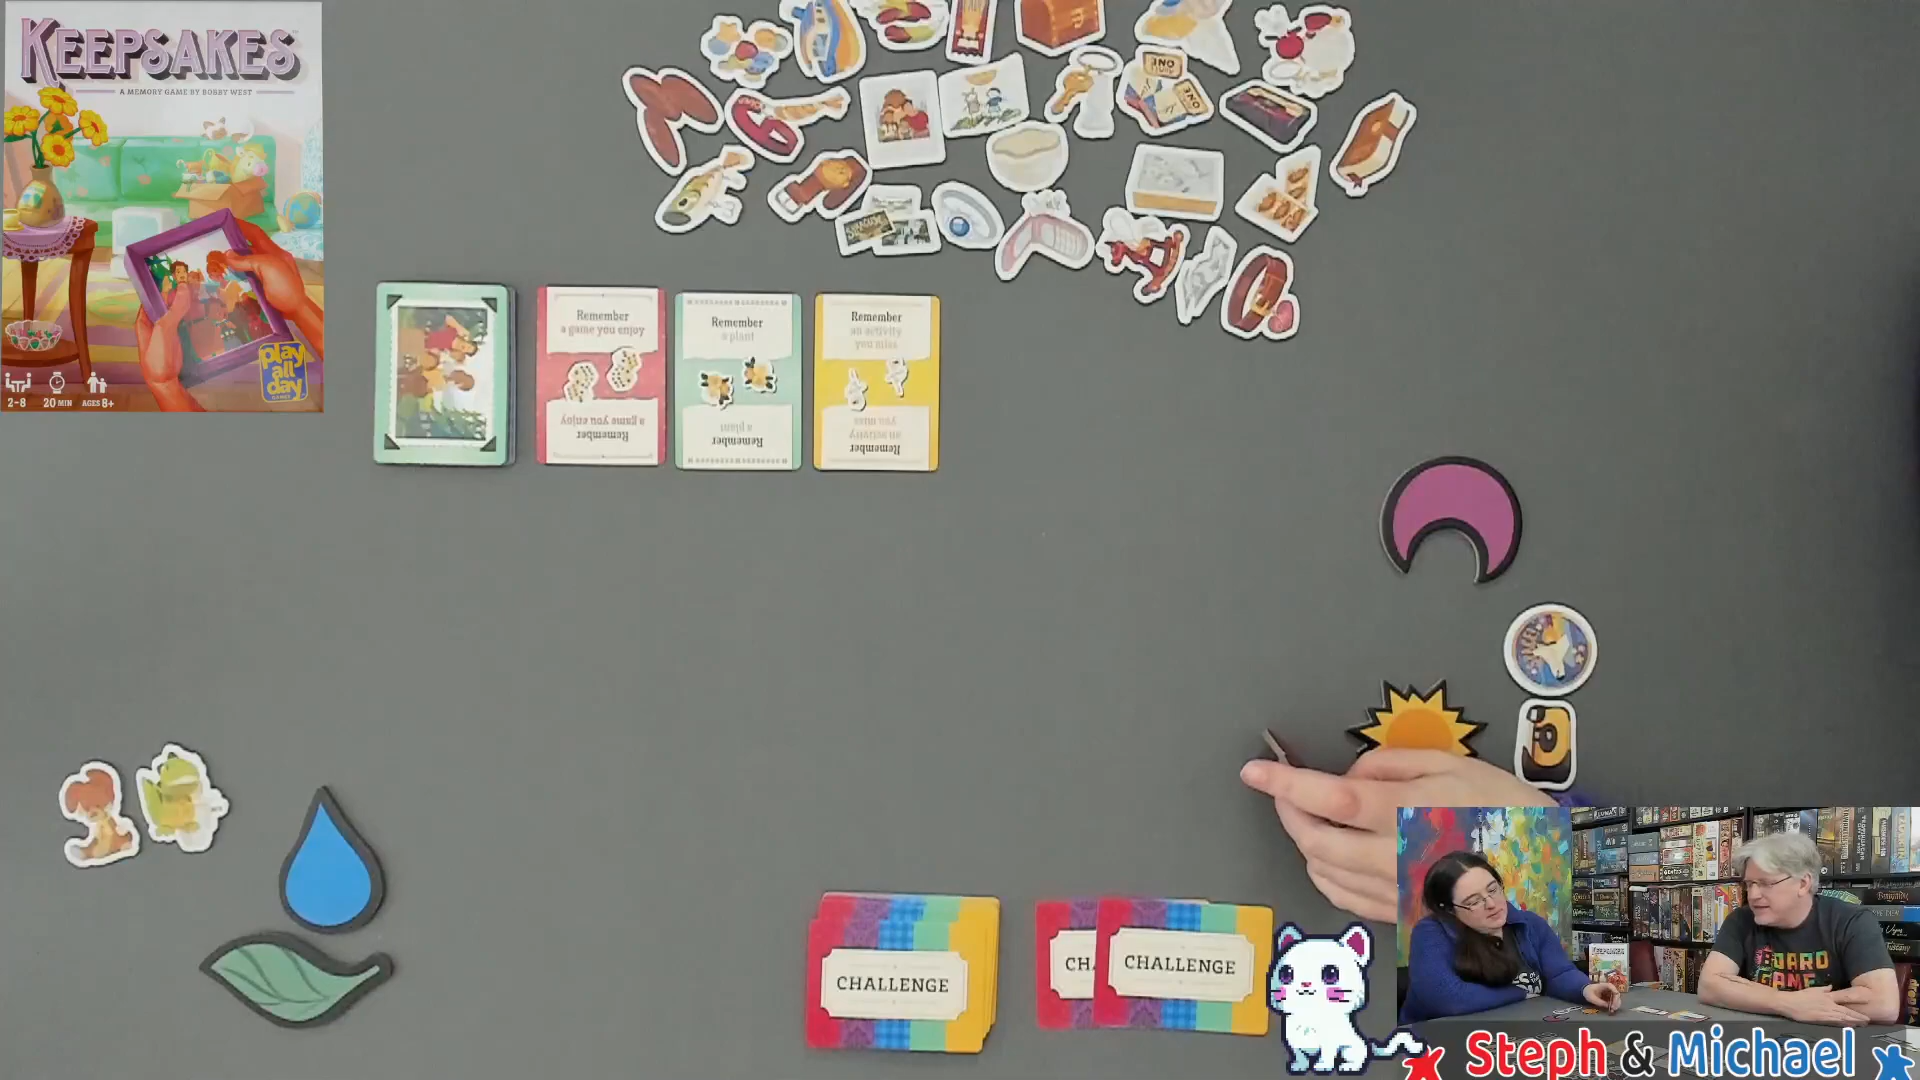 KEEPSAKES
A MEMORY GAME BY BOBBY WEST
play
all
day
GAMES
2-8
20 MIN
AGES 8+
Remember
a game you enjoy
Remember
a game you enjoy
Remember
a plant
Remember
a plant
Remember
an activity
you miss
Remember
an activity
you miss
ONE
ONE
SYRACUSE
CHALLENGE
CH
CHALLENGE
BOARD
GAME
Steph & Michael